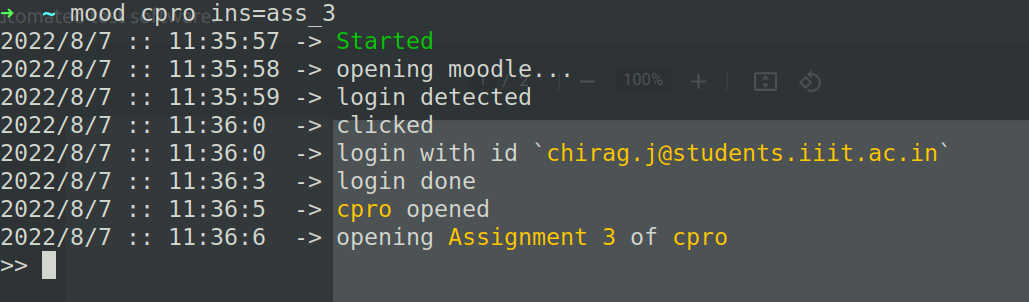 ➜ ~ mood cpro ins=ass_3
2022/8/7 :: 11:35:57 -> Started
2022/8/7 :: 11:35:58 -> opening moodle...
2022/8/7 :: 11:35:59 -> login detected
100%
2022/8/7 :: 11:36:0 -> clicked
2022/8/7 :: 11:36:0 -> login with id `chirag.j@students.iiit.ac.in`
2022/8/7 :: 11:36:3 -> login done
2022/8/7 :: 11:36:5 -> cpro opened
2022/8/7 :: 11:36:6 -> opening Assignment 3 of cpro
>>